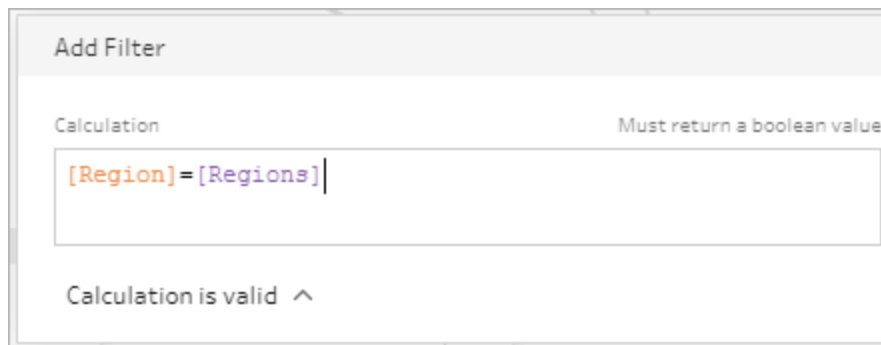 Add Filter
Calculation Must return a boolean value
[Region]=[Regions]
Calculation is valid